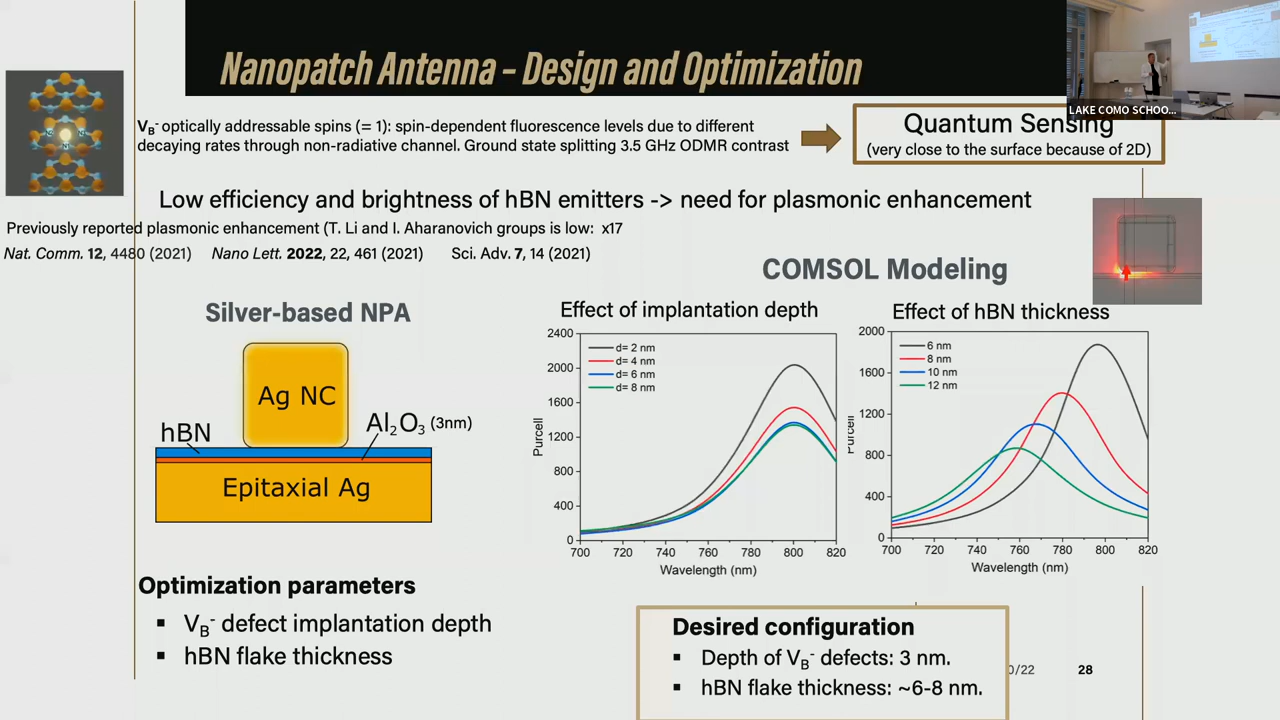 Nanopatch Antenna – Design and Optimization
LAKE COMO SCHOO...
V_B^- optically addressable spins (= 1): spin-dependent fluorescence levels due to different
decaying rates through non-radiative channel. Ground state splitting 3.5 GHz ODMR contrast
Quantum Sensing
(very close to the surface because of 2D)
Low efficiency and brightness of hBN emitters -> need for plasmonic enhancement
Previously reported plasmonic enhancement (T. Li and I. Aharanovich groups is low: x17
Nat. Comm. 12, 4480 (2021) Nano Lett. 2022, 22, 461 (2021) Sci. Adv. 7, 14 (2021)
COMSOL Modeling
Silver-based NPA
Ag NC
hBN
Al₂O₃ (3nm)
Epitaxial Ag
Effect of implantation depth
2400
2000
1600
1200
800
400
0
Purcell
d= 2 nm
d= 4 nm
d= 6 nm
d= 8 nm
700 720 740 760 780 800 820
Wavelength (nm)
Effect of hBN thickness
2000
1600
1200
800
400
0
Purcell
6 nm
8 nm
10 nm
12 nm
700 720 740 760 780 800 820
Wavelength (nm)
Optimization parameters
▪ V_B^- defect implantation depth
▪ hBN flake thickness
Desired configuration
▪ Depth of V_B^- defects: 3 nm.
▪ hBN flake thickness: ~6-8 nm.
0/22
28